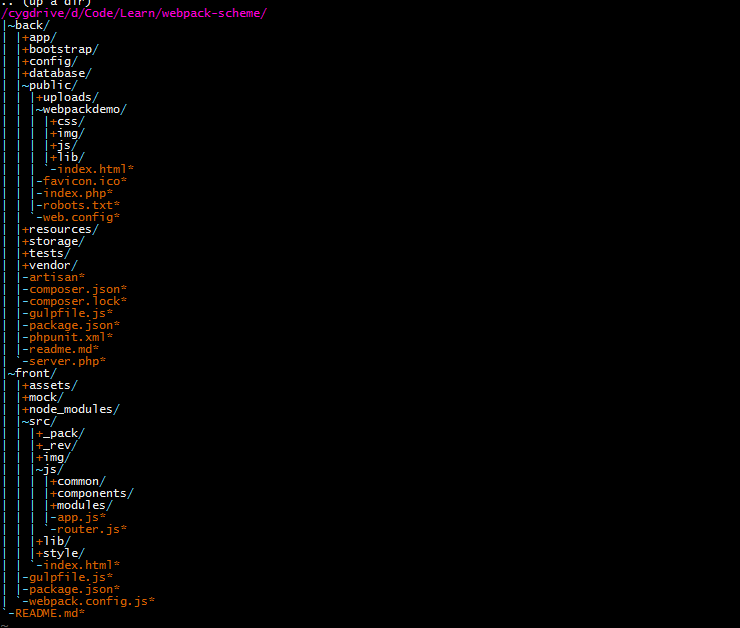 .. (up a dir)
/cygdrive/d/Code/Learn/webpack-scheme/
|~back/
| |+app/
| |+bootstrap/
| |+config/
| |+database/
| |~public/
| | |+uploads/
| | |~webpackdemo/
| | | |+css/
| | | |+img/
| | | |+js/
| | | |+lib/
| | | `-index.html*
| | |-favicon.ico*
| | |-index.php*
| | |-robots.txt*
| | `-web.config*
| |+resources/
| |+storage/
| |+tests/
| |+vendor/
| |-artisan*
| |-composer.json*
| |-composer.lock*
| |-gulpfile.js*
| |-package.json*
| |-phpunit.xml*
| |-readme.md*
| `-server.php*
|~front/
| |+assets/
| |+mock/
| |+node_modules/
| |~src/
| | |+_pack/
| | |+_rev/
| | |+img/
| | |~js/
| | | |+common/
| | | |+components/
| | | |+modules/
| | | |-app.js*
| | | `-router.js*
| | |+lib/
| | |+style/
| | `-index.html*
| |-gulpfile.js*
| |-package.json*
| `-webpack.config.js*
`-README.md*
~